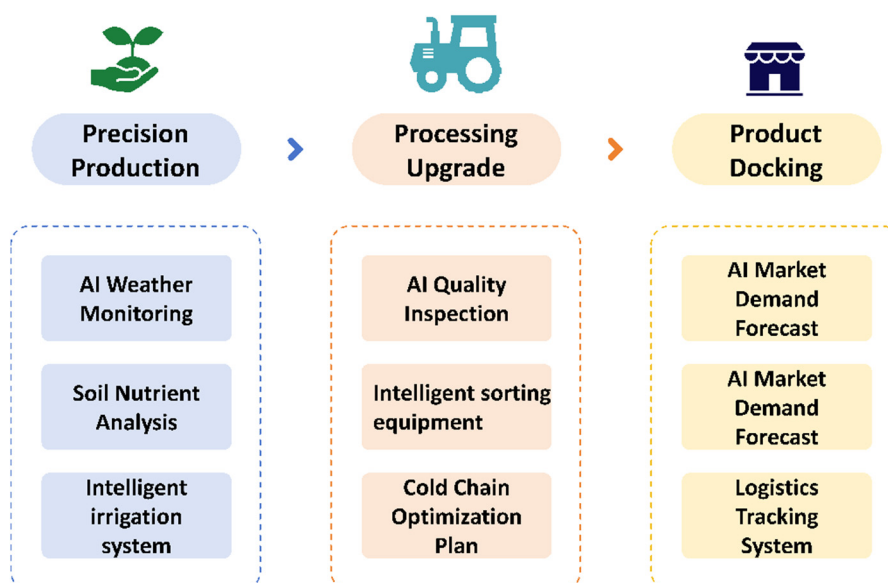 Precision
Production
Processing
Upgrade
Product
Docking
AI Weather
Monitoring
Soil Nutrient
Analysis
Intelligent
irrigation
system
AI Quality
Inspection
Intelligent sorting
equipment
Cold Chain
Optimization
Plan
AI Market
Demand
Forecast
AI Market
Demand
Forecast
Logistics
Tracking
System